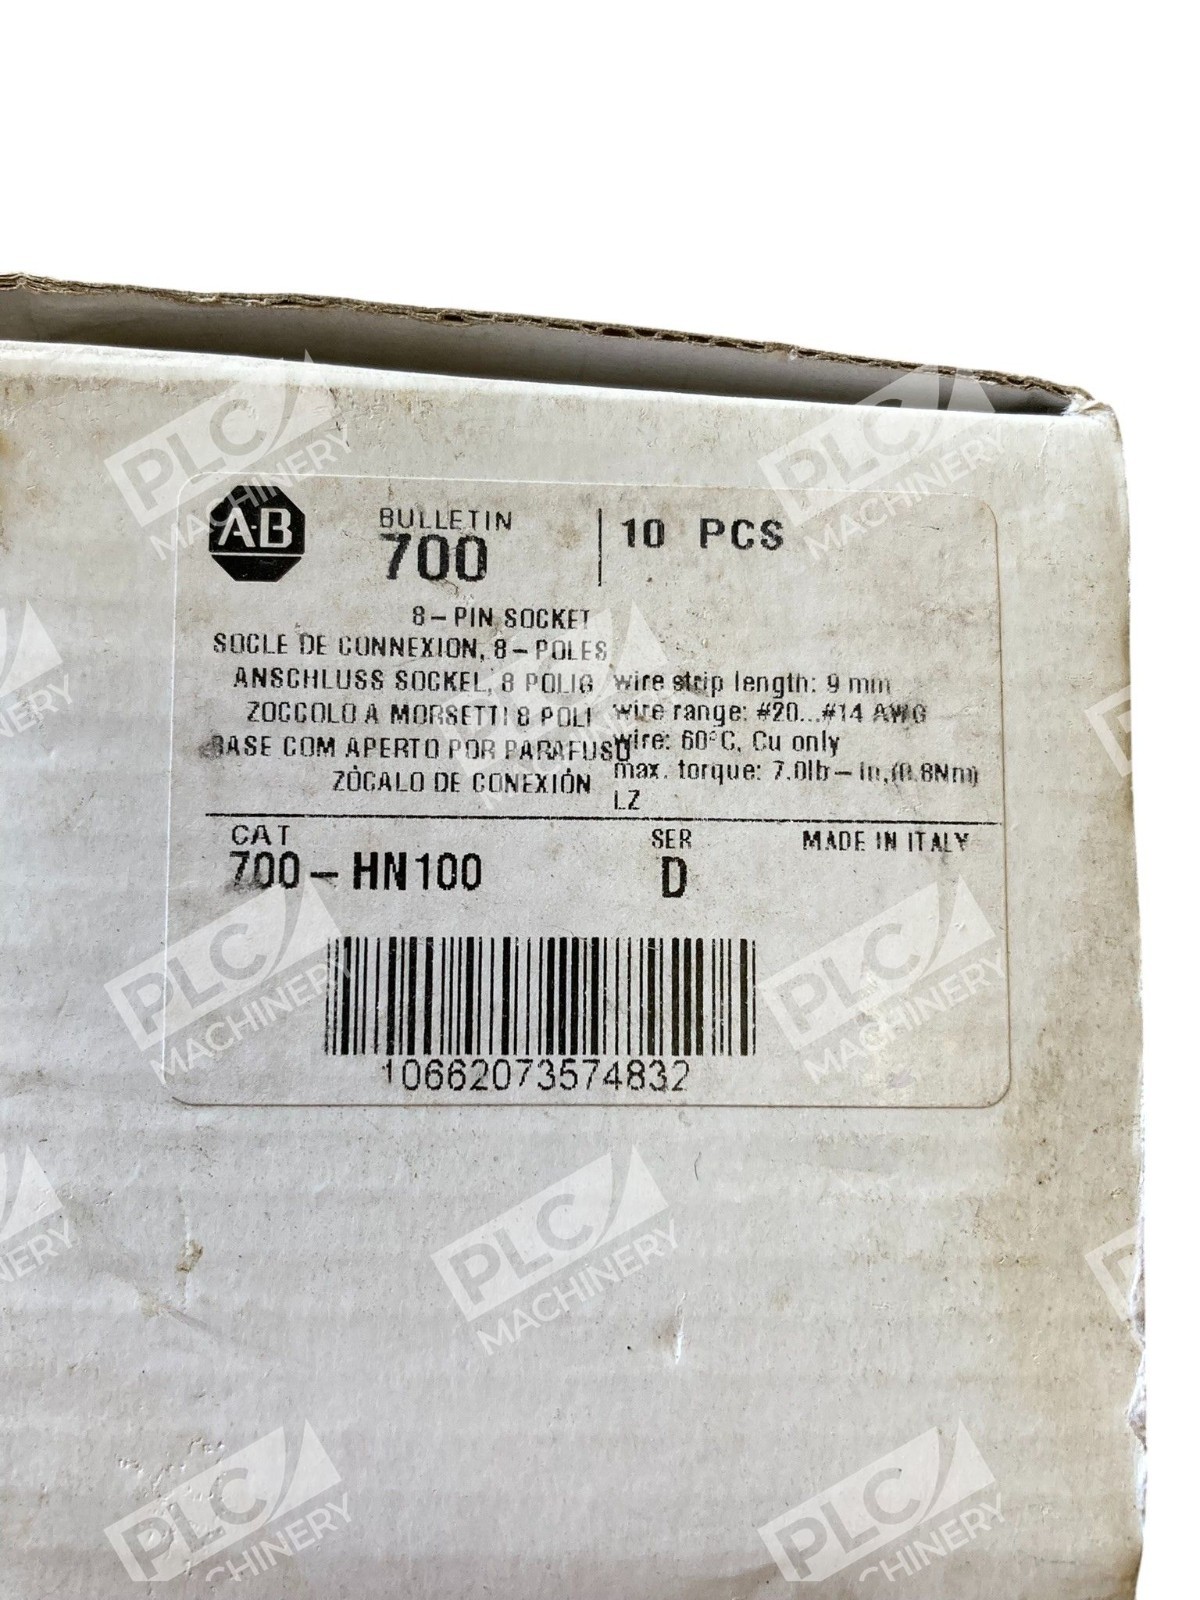 A-B
BULLETIN
700
10 PCS
8-PIN SOCKET
SOCLE DE CONNEXION, 8-POLES
ANSCHLUSS SOCKEL, 8 POLIG
ZOCCOLO A MORSETTI 8 POLI
BASE COM APERTO POR PARAFUSO
ZÓCALO DE CONEXIÓN
wire strip length: 9 mm
wire range: #20...#14 AWG
wire: 60°C, Cu only
max. torque: 7.0lb-in,(0.8Nm)
LZ
CAT
700-HN100
SER
D
MADE IN ITALY
10662073574832
PLC MACHINERY